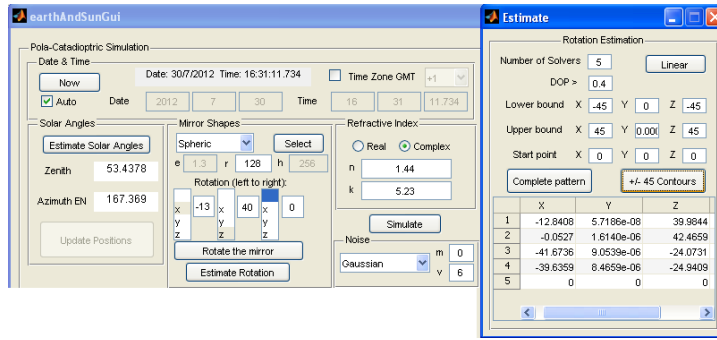 earthAndSunGui
Pola-Catadioptric Simulation
Date & Time
Now
Date: 30/7/2012 Time: 16:31:11.734
Time Zone GMT
+1
Auto
Date
2012
7
30
Time
16
31
11.734
Solar Angles
Estimate Solar Angles
Zenith
53.4378
Azimuth EN
167.369
Update Positions
Mirror Shapes
Spheric
Select
e
1.3
r
128
h
256
Rotation (left to right):
x
y
z
-13
x
y
z
40
x
y
z
0
Rotate the mirror
Estimate Rotation
Refractive Index
Real
Complex
n
1.44
k
5.23
Simulate
Noise
Gaussian
m
0
v
6
Estimate
Rotation Estimation
Number of Solvers
5
Linear
DOP >
0.4
Lower bound X -45 Y 0 Z -45
Upper bound X 45 Y 0.000 Z 45
Start point X 0 Y 0 Z 0
Complete pattern
+/- 45 Contours
X Y Z
1 -12.8408 5.7186e-08 39.9844
2 -0.0527 1.6140e-06 42.4659
3 -41.6736 9.0539e-06 -24.0731
4 -39.6359 8.4659e-06 -24.9409
5 0 0 0